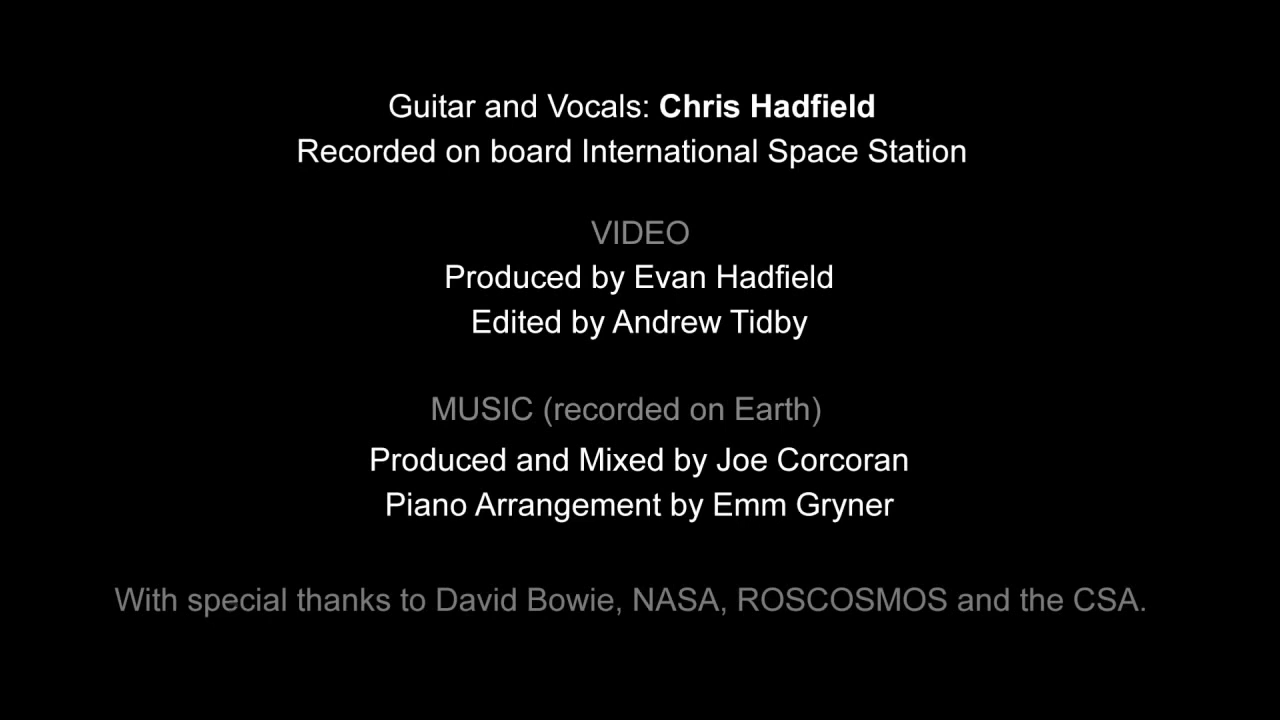 Guitar and Vocals: Chris Hadfield
Recorded on board International Space Station
VIDEO
Produced by Evan Hadfield
Edited by Andrew Tidby
MUSIC (recorded on Earth)
Produced and Mixed by Joe Corcoran
Piano Arrangement by Emm Gryner
With special thanks to David Bowie, NASA, ROSCOSMOS and the CSA.